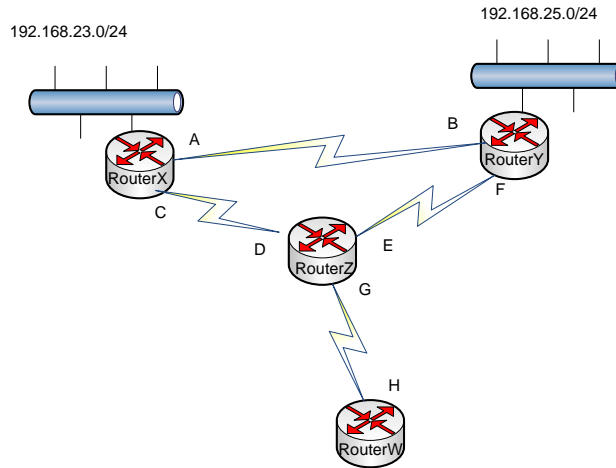 192.168.25.0/24
192.168.23.0/24
A
B
RouterX
RouterY
C
F
D
E
RouterZ
G
H
RouterW